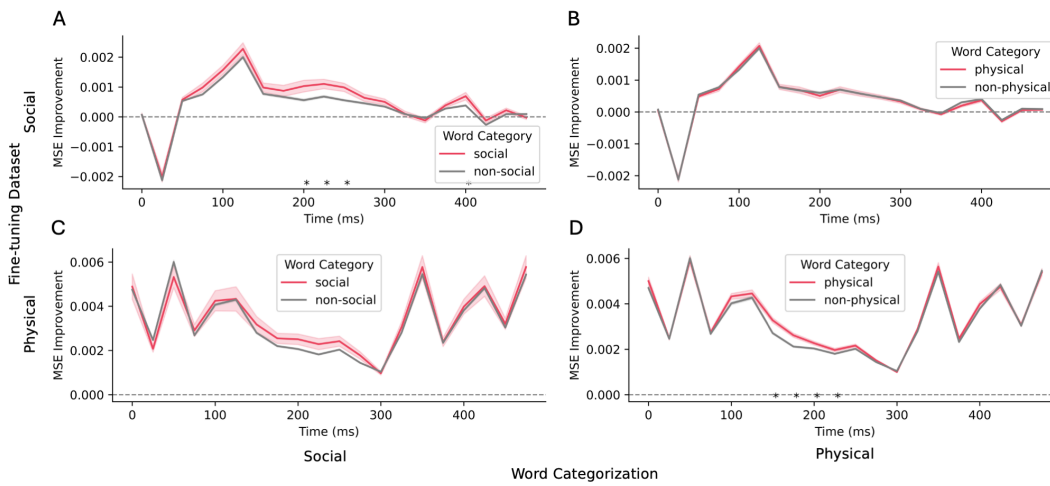 A
B
0.002
0.001
0.000
−0.001
−0.002
MSE Improvement
Word Category
social
non-social
* * * *
0 100 200 300 400
Time (ms)
0.002
0.001
0.000
−0.001
−0.002
MSE Improvement
Word Category
physical
non-physical
0 100 200 300 400
Time (ms)
Social
Fine-tuning Dataset
Physical
C
D
0.006
0.004
0.002
0.000
MSE Improvement
Word Category
social
non-social
0 100 200 300 400
Time (ms)
0.006
0.004
0.002
0.000
MSE Improvement
Word Category
physical
non-physical
* * * *
0 100 200 300 400
Time (ms)
Social
Physical
Word Categorization